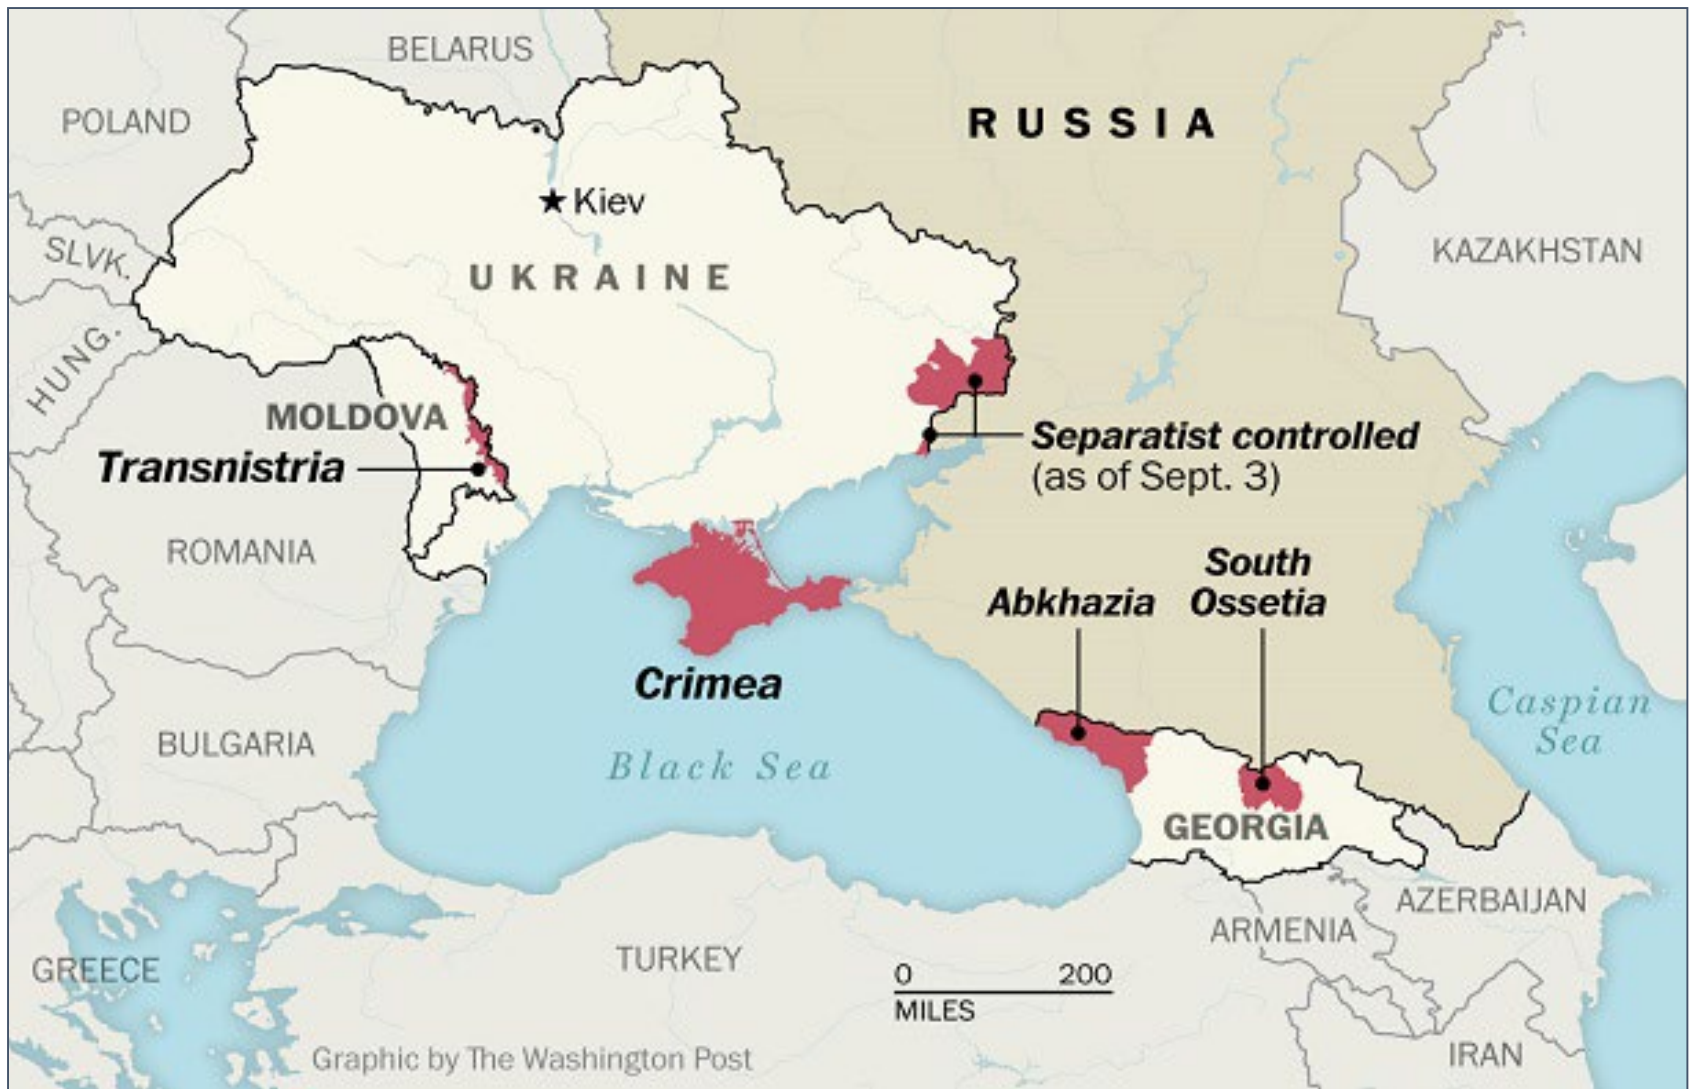 BELARUS
POLAND
RUSSIA
Kiev
SLVK.
UKRAINE
KAZAKHSTAN
HUNG.
MOLDOVA
Transnistria
Separatist controlled
(as of Sept. 3)
ROMANIA
South
Ossetia
Abkhazia
Crimea
Caspian
Sea
BULGARIA
Black Sea
GEORGIA
AZERBAIJAN
ARMENIA
TURKEY
GREECE
0 200
MILES
IRAN
Graphic by The Washington Post